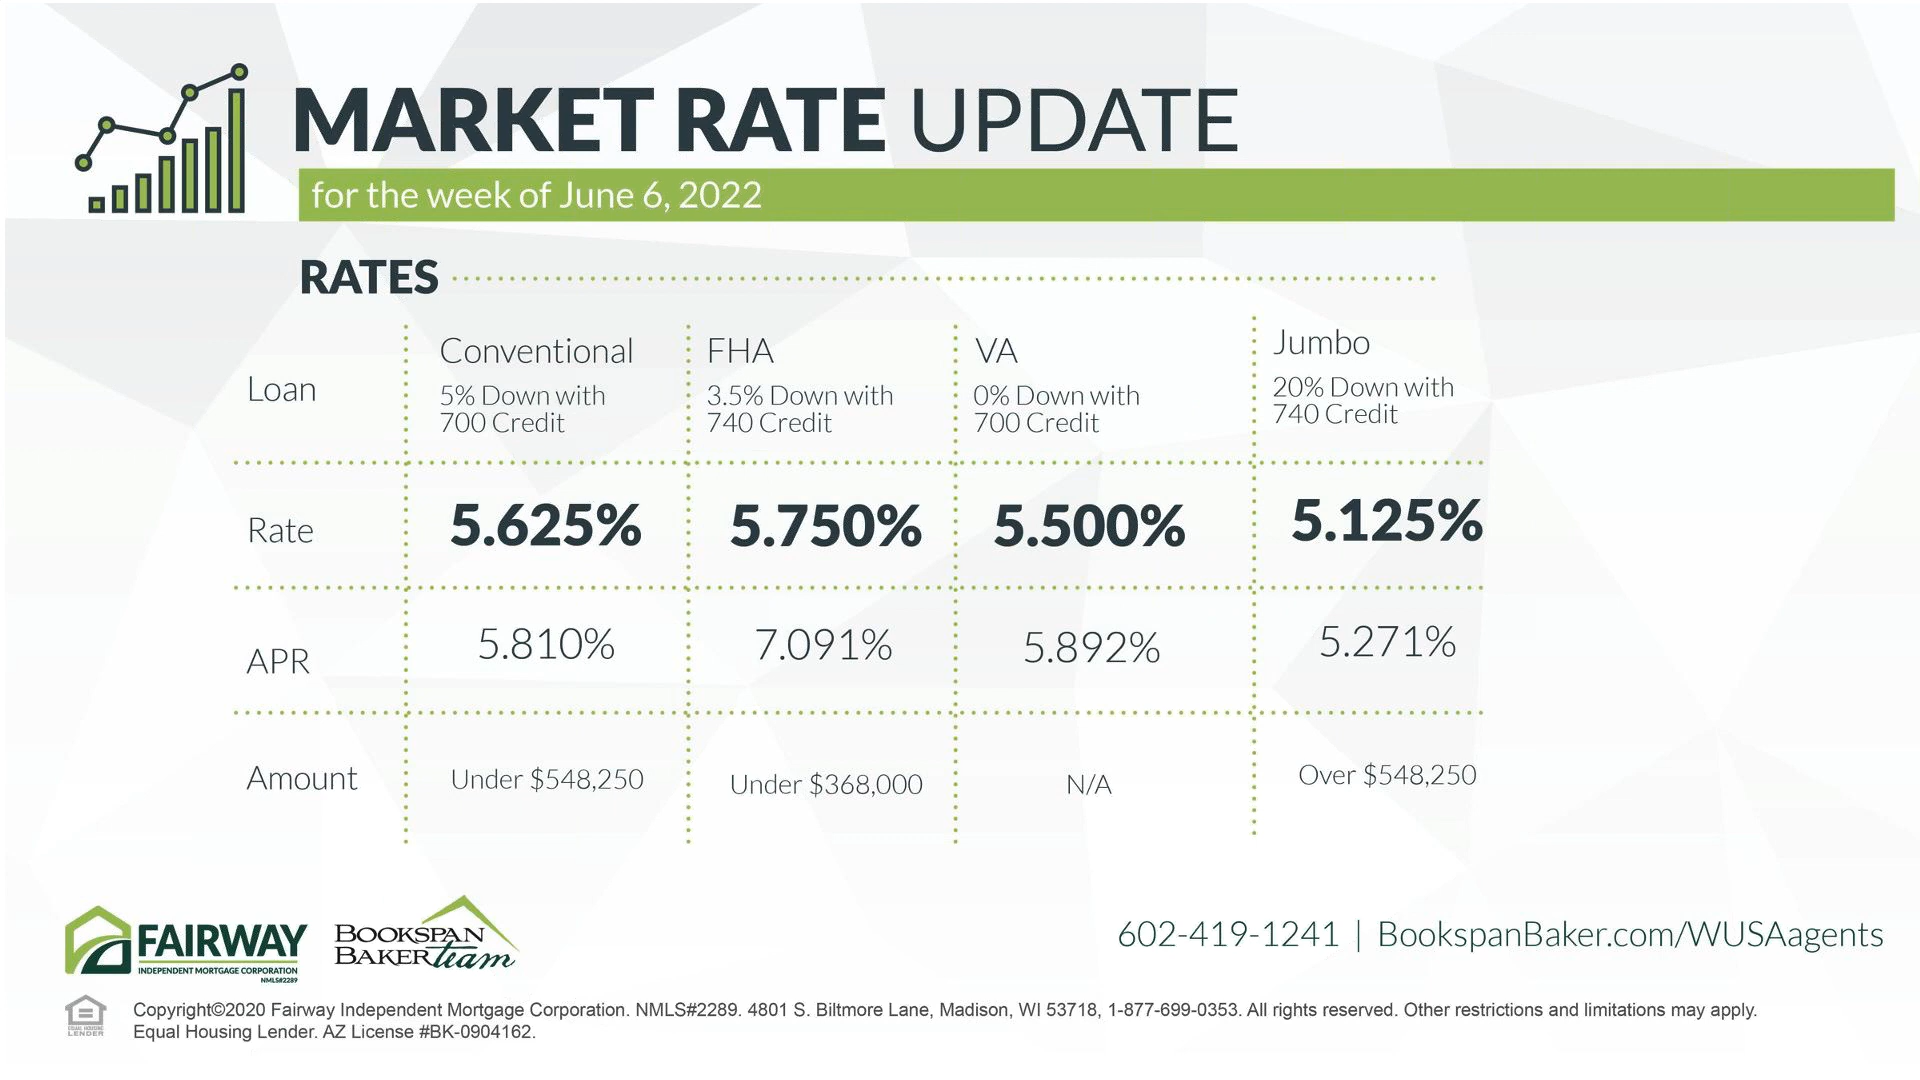 MARKET RATE UPDATE
for the week of June 6, 2022
RATES
Loan
Conventional
5% Down with
700 Credit
FHA
3.5% Down with
740 Credit
VA
0% Down with
700 Credit
Jumbo
20% Down with
740 Credit
Rate
5.625%
5.750%
5.500%
5.125%
APR
5.810%
7.091%
5.892%
5.271%
Amount
Under $548,250
Under $368,000
N/A
Over $548,250
FAIRWAY
INDEPENDENT MORTGAGE CORPORATION
NMLS#2289
BOOKSPAN
BAKER team
602-419-1241 | BookspanBaker.com/WUSAagents
EQUAL HOUSING
LENDER
Copyright©2020 Fairway Independent Mortgage Corporation. NMLS#2289. 4801 S. Biltmore Lane, Madison, WI 53718, 1-877-699-0353. All rights reserved. Other restrictions and limitations may apply.
Equal Housing Lender. AZ License #BK-0904162.